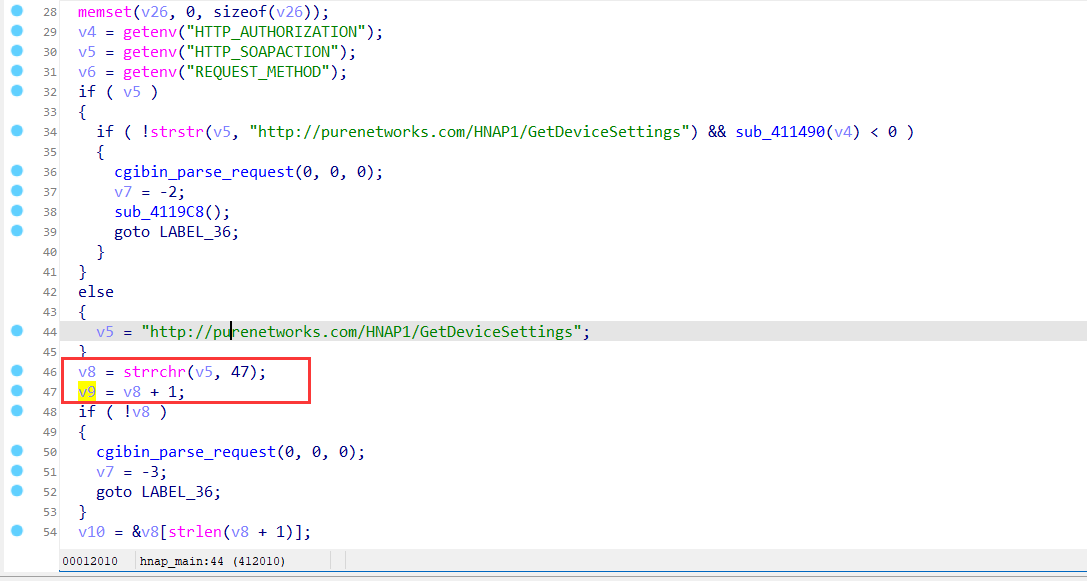 28 memset(v26, 0, sizeof(v26));
29 v4 = getenv("HTTP_AUTHORIZATION");
30 v5 = getenv("HTTP_SOAPACTION");
31 v6 = getenv("REQUEST_METHOD");
32 if ( v5 )
33 {
34 if ( !strstr(v5, "http://purenetworks.com/HNAP1/GetDeviceSettings") && sub_411490(v4) < 0 )
35 {
36 cgibin_parse_request(0, 0, 0);
37 v7 = -2;
38 sub_4119C8();
39 goto LABEL_36;
40 }
41 }
42 else
43 {
44 v5 = "http://purenetworks.com/HNAP1/GetDeviceSettings";
45 }
46 v8 = strrchr(v5, 47);
47 v9 = v8 + 1;
48 if ( !v8 )
49 {
50 cgibin_parse_request(0, 0, 0);
51 v7 = -3;
52 goto LABEL_36;
53 }
54 v10 = &v8[strlen(v8 + 1)];
00012010 hnap_main:44 (412010)